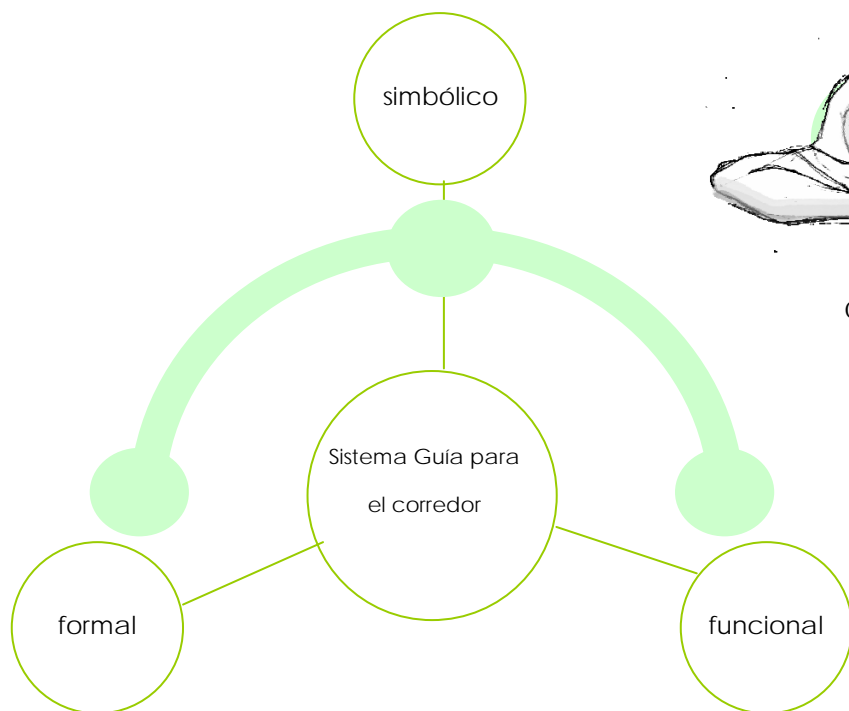 simbólico
Sistema Guía para
el corredor
formal
funcional